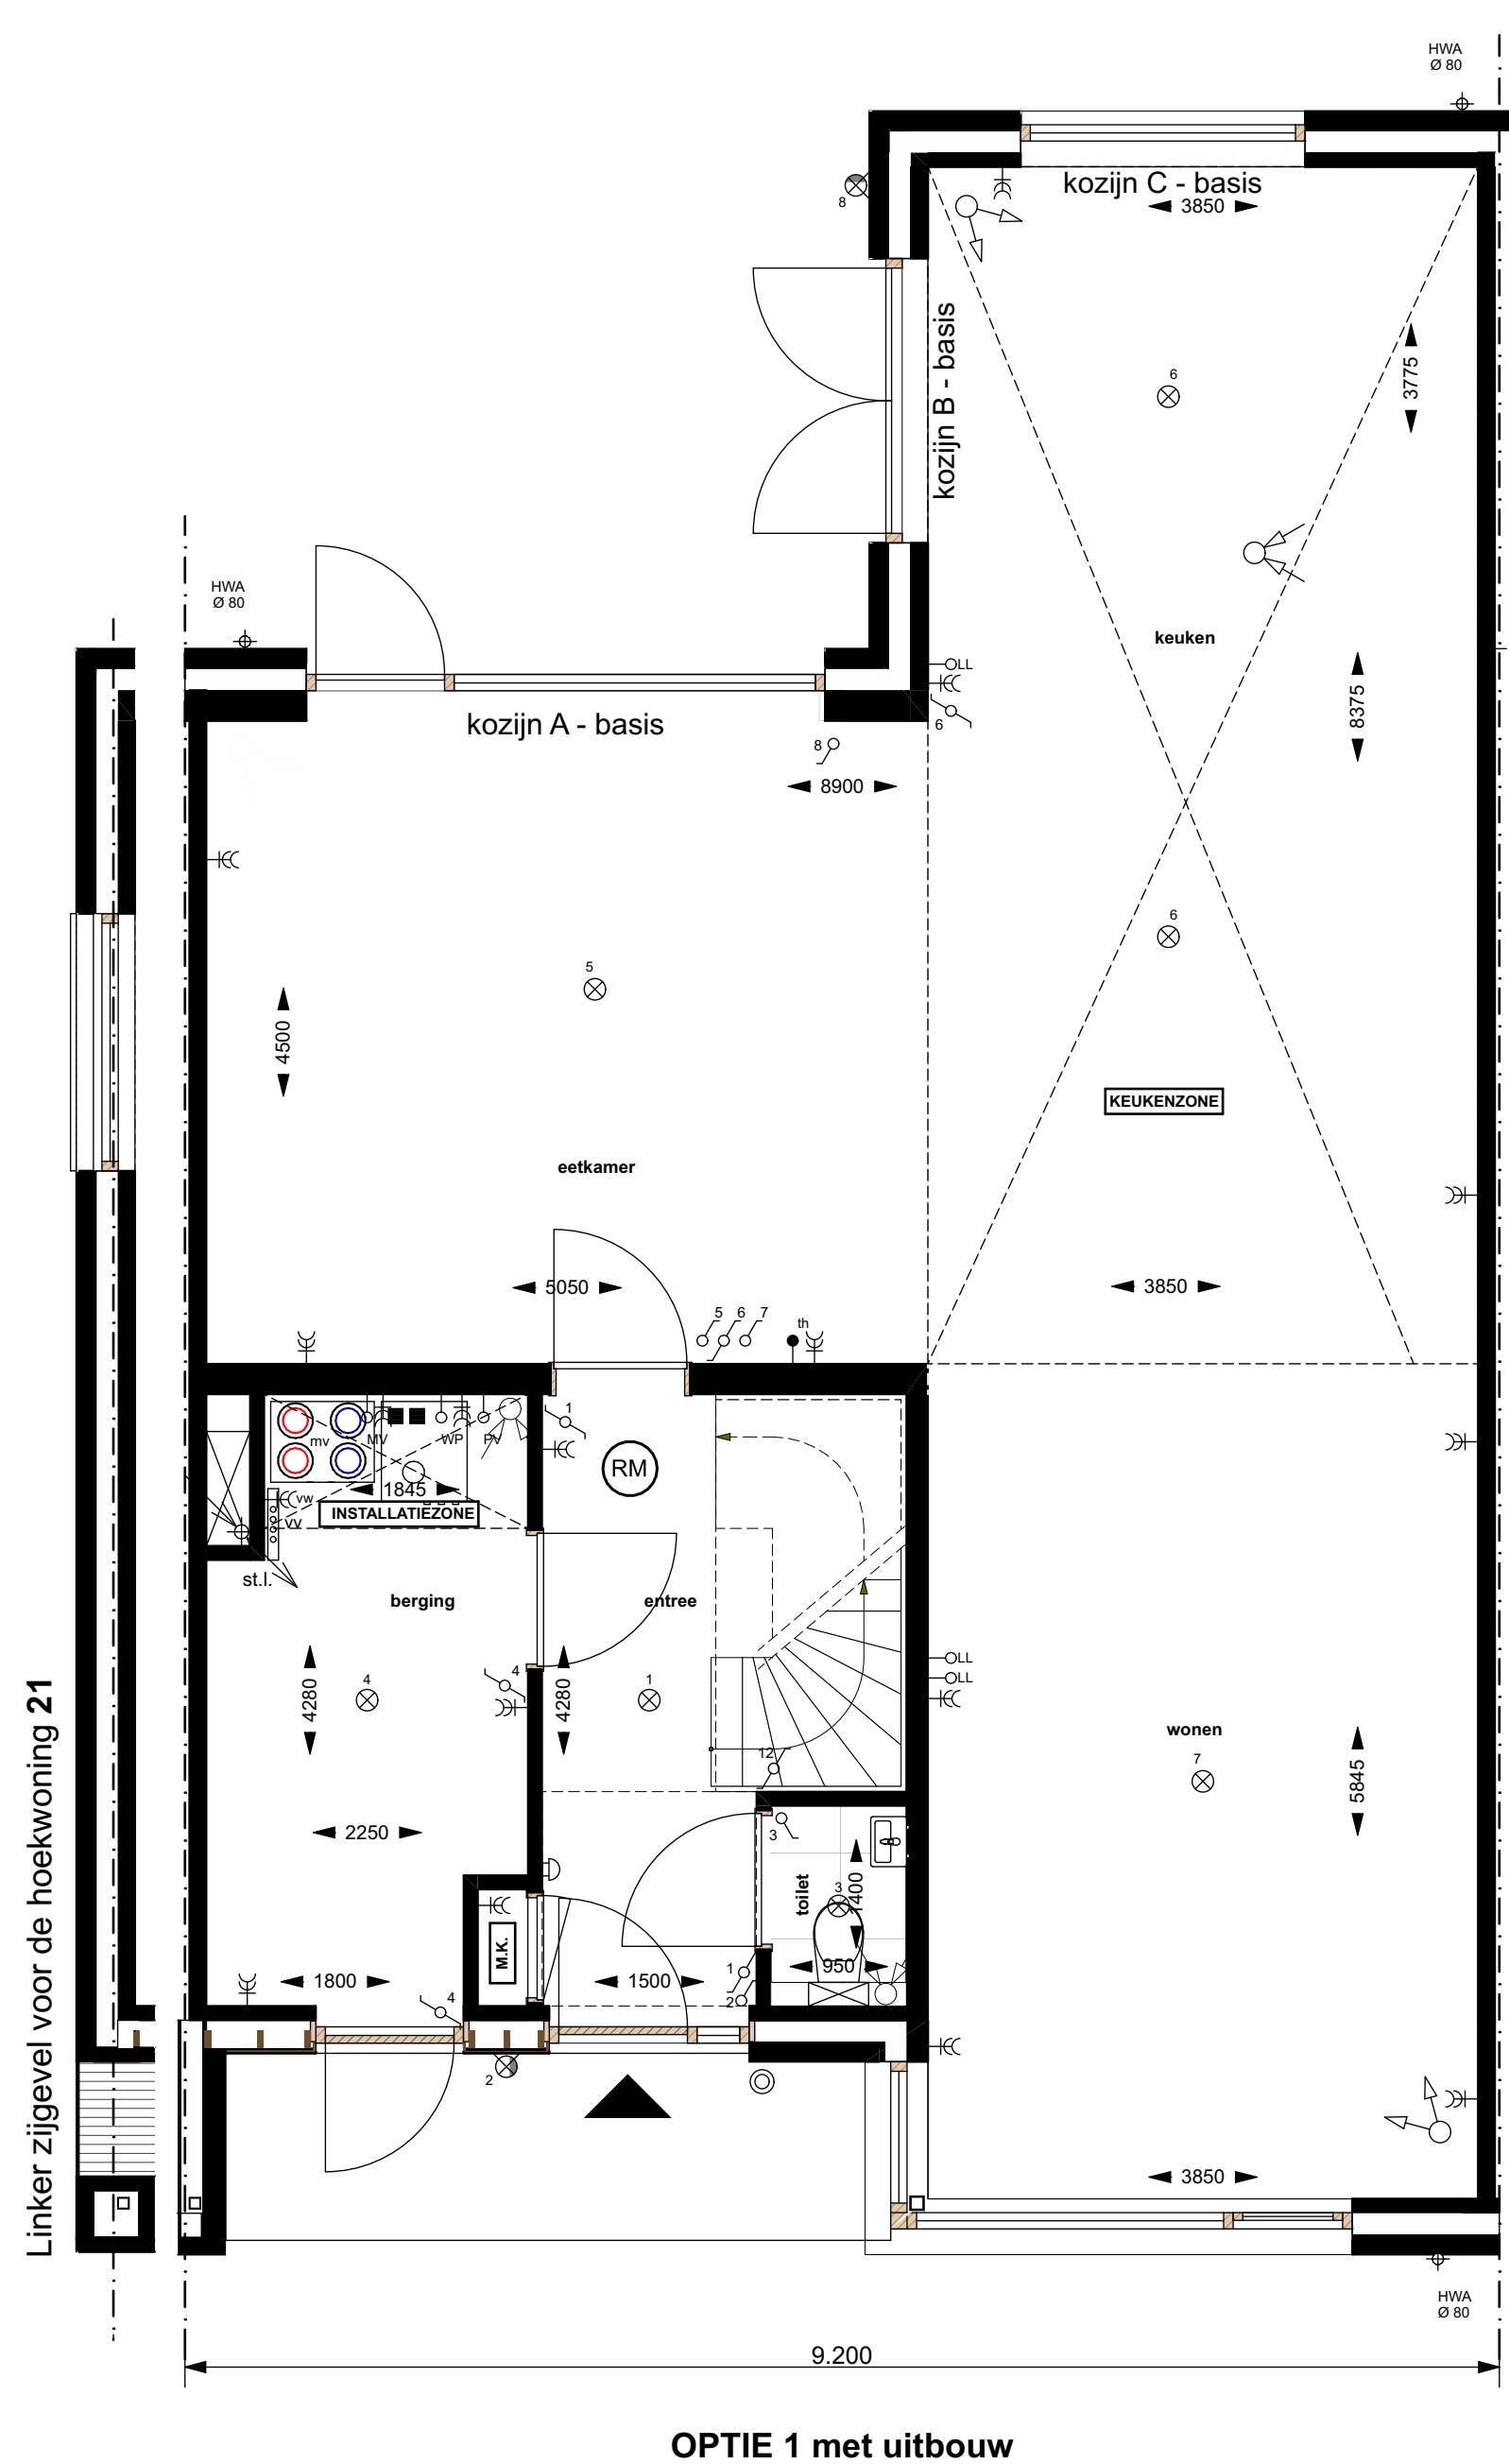 HWA
Ø 80
kozijn C - basis
3850
8
kozijn B - basis
6
3775
HWA
Ø 80
keuken
LL
8375
6
kozijn A - basis
8
8900
6
5
4500
KEUKENZONE
eetkamer
5050
3850
5 6 7
th
1
mv
MV
WP
PV
RM
1845
vw
INSTALLATIEZONE
VV
st.l.
berging
entree
LL
LL
4
4
4280
4280
1
wonen
7
12
5845
2250
3
toilet
3
1400
M.K.
950
1
1800
1500
4
2
2
Linker zijgevel voor de hoekwoning 21
3850
HWA
Ø 80
9.200
OPTIE 1 met uitbouw